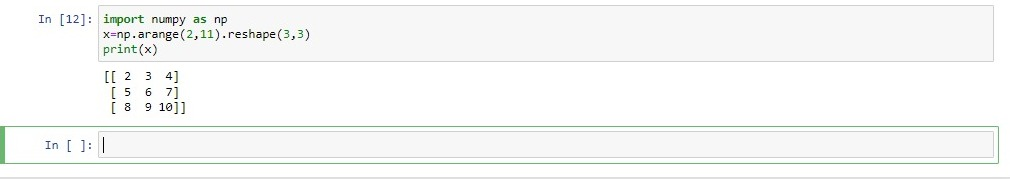 In [12]: import numpy as np
x=np.arange(2,11).reshape(3,3)
print(x)
[[ 2  3  4]
 [ 5  6  7]
 [ 8  9 10]]
In [ ]: